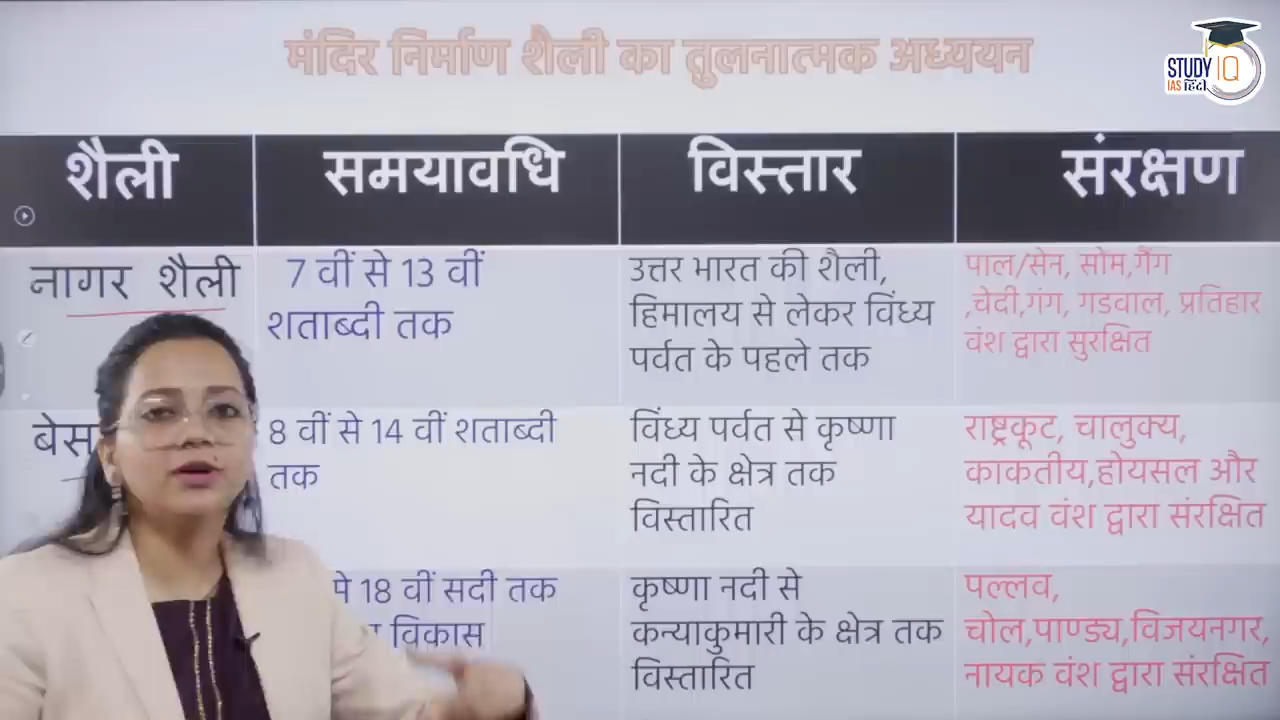 मंदिर निर्माण शैली का तुलनात्मक अध्ययन
STUDY IQ
IAS हिंदी
शैली समयावधि विस्तार संरक्षण
नागर शैली
7 वीं से 13 वीं
शताब्दी तक
उत्तर भारत की शैली,
हिमालय से लेकर विंध्य
पर्वत के पहले तक
पाल/सेन, सोम,गैंग
,चेदी,गंग, गडवाल, प्रतिहार
वंश द्वारा सुरक्षित
8 वीं से 14 वीं शताब्दी
तक
विंध्य पर्वत से कृष्णा
नदी के क्षेत्र तक
विस्तारित
राष्ट्रकूट, चालुक्य,
काकतीय,होयसल और
यादव वंश द्वारा संरक्षित
18 वीं सदी तक
विकास
कृष्णा नदी से
कन्याकुमारी के क्षेत्र तक
विस्तारित
पल्लव,
चोल,पाण्ड्य,विजयनगर,
नायक वंश द्वारा संरक्षित